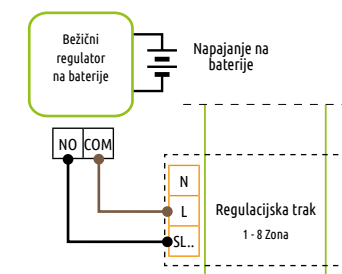 Bežični
regulator
na baterije
Napajanje na
baterije
NO COM
N
L
SL..
Regulacijska trak
1 - 8 Zona